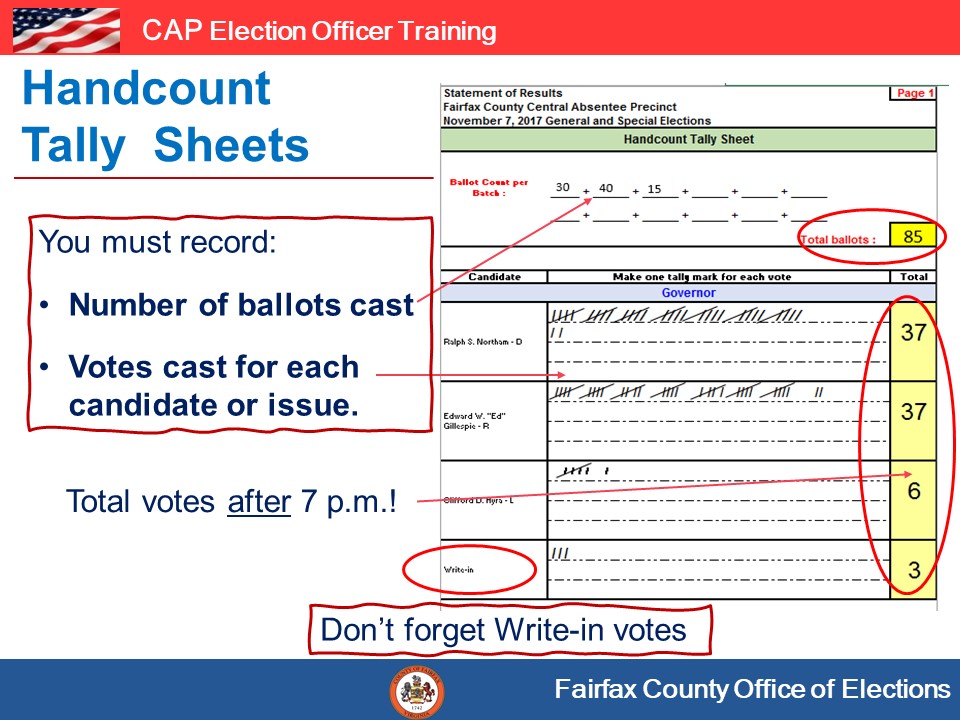 CAP Election Officer Training
Handcount
Tally Sheets
You must record:
• Number of ballots cast
• Votes cast for each
candidate or issue.
Total votes after 7 p.m.!
Statement of Results
Page 1
Fairfax County Central Absentee Precinct
November 7, 2017 General and Special Elections
Handcount Tally Sheet
Ballot Count per
Batch :
30 + 40 + 15 + + +
+ + + + +
Total ballots : 85
Candidate Make one tally mark for each vote Total
Governor
Ralph S. Northam - D 37
Edward W. "Ed"
Gillespie - R 37
Clifford D. Hyra - L 6
Write-in 3
Don't forget Write-in votes
Fairfax County Office of Elections